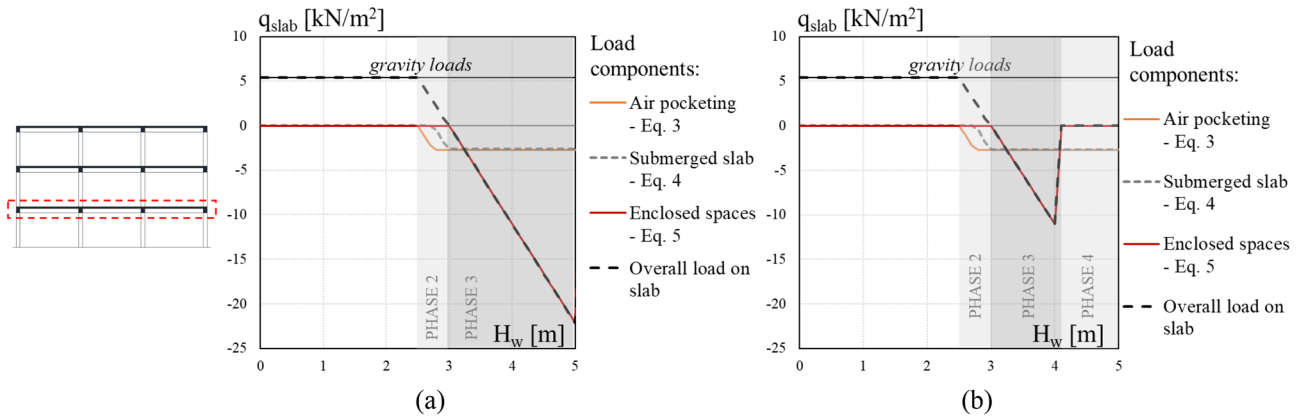 q_slab [kN/m²]
10
5
0
-5
-10
-15
-20
-25
gravity loads
PHASE 2
PHASE 3
H_w [m]
0
1
2
3
4
5
Load
components:
Air pocketing
- Eq. 3
Submerged slab
- Eq. 4
Enclosed spaces
- Eq. 5
Overall load on
slab
(a)
q_slab [kN/m²]
10
5
0
-5
-10
-15
-20
-25
gravity loads
PHASE 2
PHASE 3
PHASE 4
H_w [m]
0
1
2
3
4
5
Load
components:
Air pocketing
- Eq. 3
Submerged slab
- Eq. 4
Enclosed spaces
- Eq. 5
Overall load on
slab
(b)